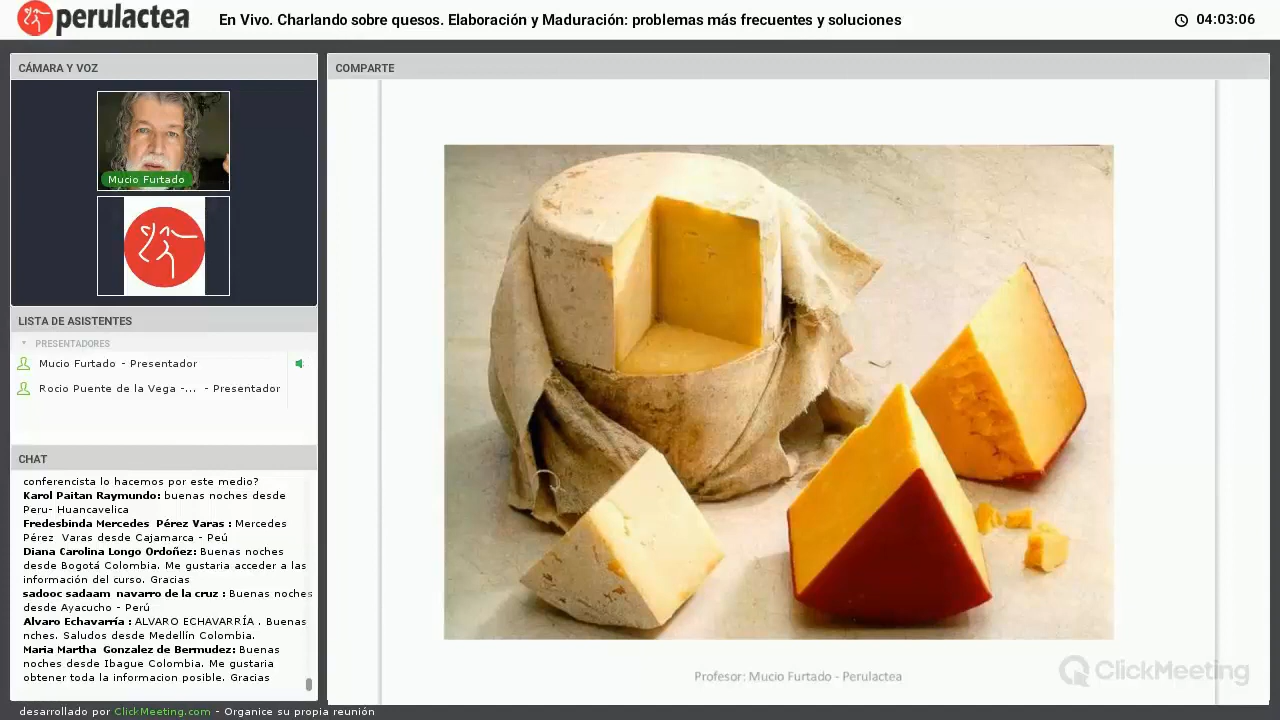 perulactea
En Vivo. Charlando sobre quesos. Elaboración y Maduración: problemas más frecuentes y soluciones
04:03:06
CÁMARA Y VOZ
Mucio Furtado
LISTA DE ASISTENTES
PRESENTADORES
Mucio Furtado - Presentador
Rocio Puente de la Vega -... - Presentador
CHAT
conferencista lo hacemos por este medio?
Karol Paitan Raymundo: buenas noches desde
Peru- Huancavelica
Fredesbinda Mercedes Pérez Varas : Mercedes
Pérez Varas desde Cajamarca - Peú
Diana Carolina Longo Ordoñez: Buenas noches
desde Bogotá Colombia. Me gustaria acceder a las
información del curso. Gracias
sadooc sadaam navarro de la cruz : Buenas noches
desde Ayacucho - Perú
Alvaro Echavarría : ALVARO ECHAVARRÍA . Buenas
nches. Saludos desde Medellín Colombia.
Maria Martha Gonzalez de Bermudez: Buenas
noches desde Ibague Colombia. Me gustaria
obtener toda la informacion posible. Gracias
COMPARTE
Profesor: Mucio Furtado - Perulactea
ClickMeeting
desarrollado por ClickMeeting.com - Organice su propia reunión